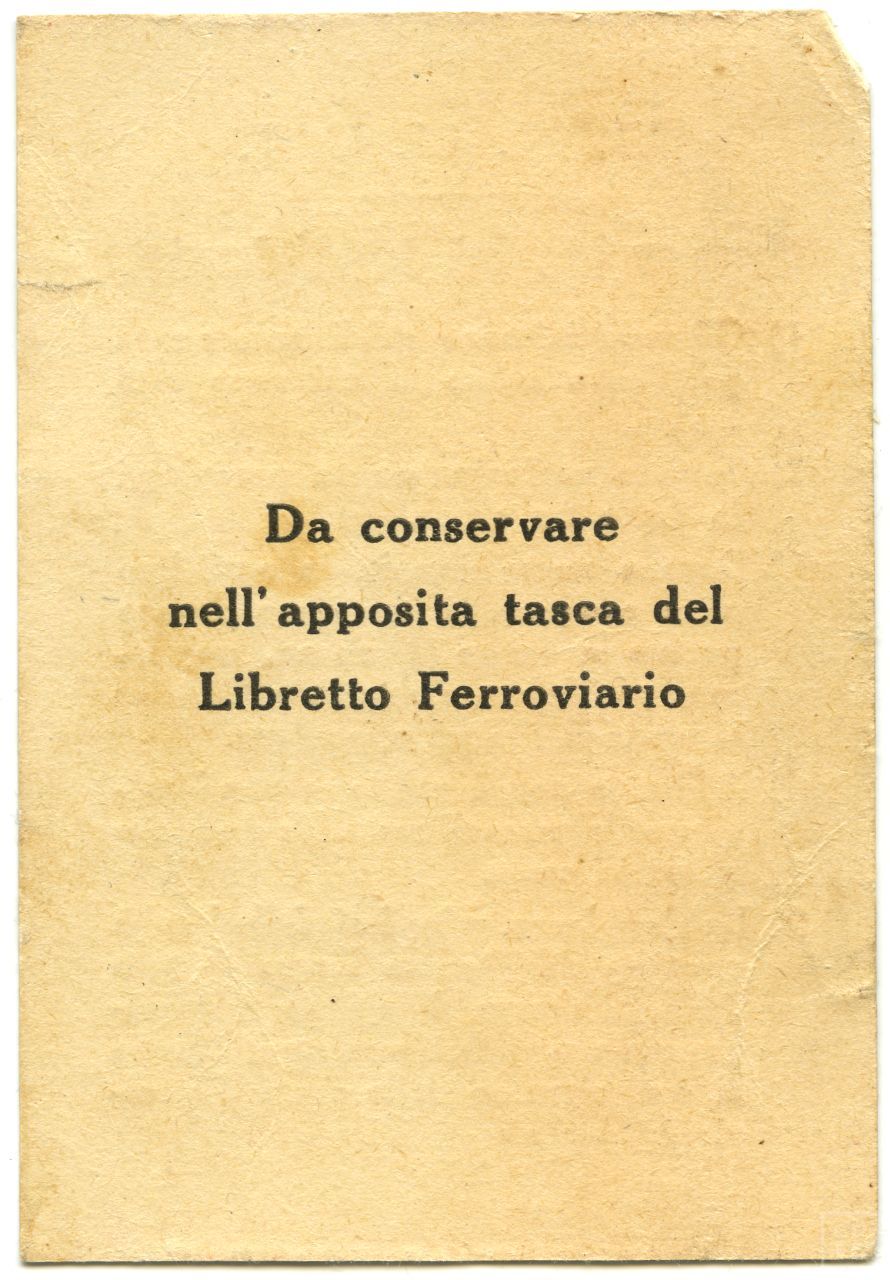 Da conservare
nell'apposita tasca del
Libretto Ferroviario